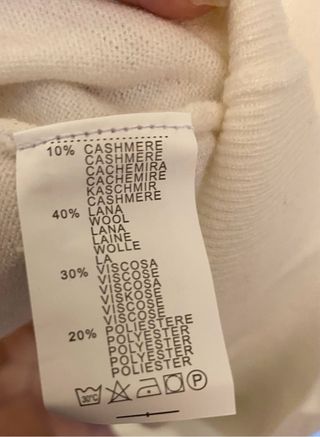 10% CASHMERE
CASHMERE
CACHEMIRA
CACHEMIRE
KASCHMIR
CASHMERE
40% LANA
WOOL
LANA
LAINE
WOLLE
LA
30% VISCOSA
VISCOSE
VISCOSA
VISKOSE
VISCOSE
VISCOSE
20% POLIESTERE
POLYESTER
POLYESTER
POLYESTER
POLIESTER
30°C P